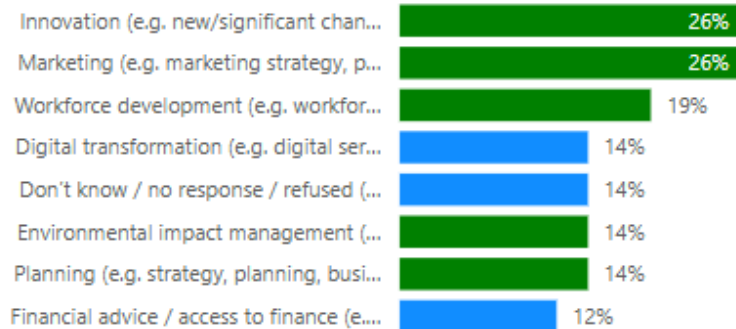 Innovation (e.g. new/significant chan... 26%
Marketing (e.g. marketing strategy, p... 26%
Workforce development (e.g. workfor... 19%
Digital transformation (e.g. digital ser... 14%
Don't know / no response / refused (... 14%
Environmental impact management (... 14%
Planning (e.g. strategy, planning, busi... 14%
Financial advice / access to finance (e.... 12%